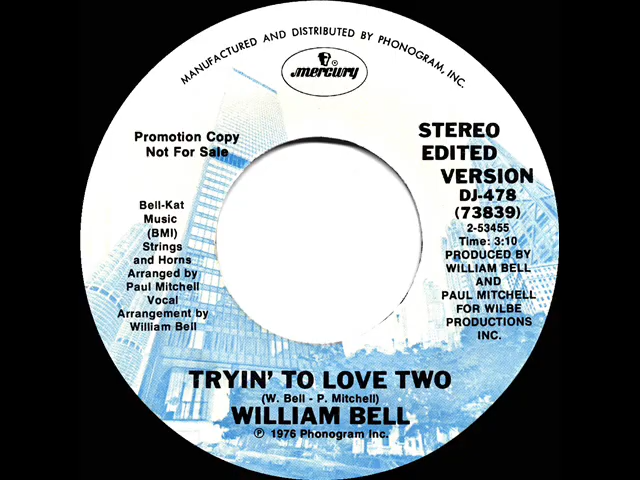 MANUFACTURED AND DISTRIBUTED BY PHONOGRAM, INC.
mercury
®
Promotion Copy
Not For Sale
Bell-Kat
Music
(BMI)
Strings
and Horns
Arranged by
Paul Mitchell
Vocal
Arrangement by
William Bell
STEREO
EDITED
VERSION
DJ-478
(73839)
2-53455
Time: 3:10
PRODUCED BY
WILLIAM BELL
AND
PAUL MITCHELL
FOR WILBE
PRODUCTIONS
INC.
TRYIN' TO LOVE TWO
(W. Bell - P. Mitchell)
WILLIAM BELL
℗ 1976 Phonogram Inc.